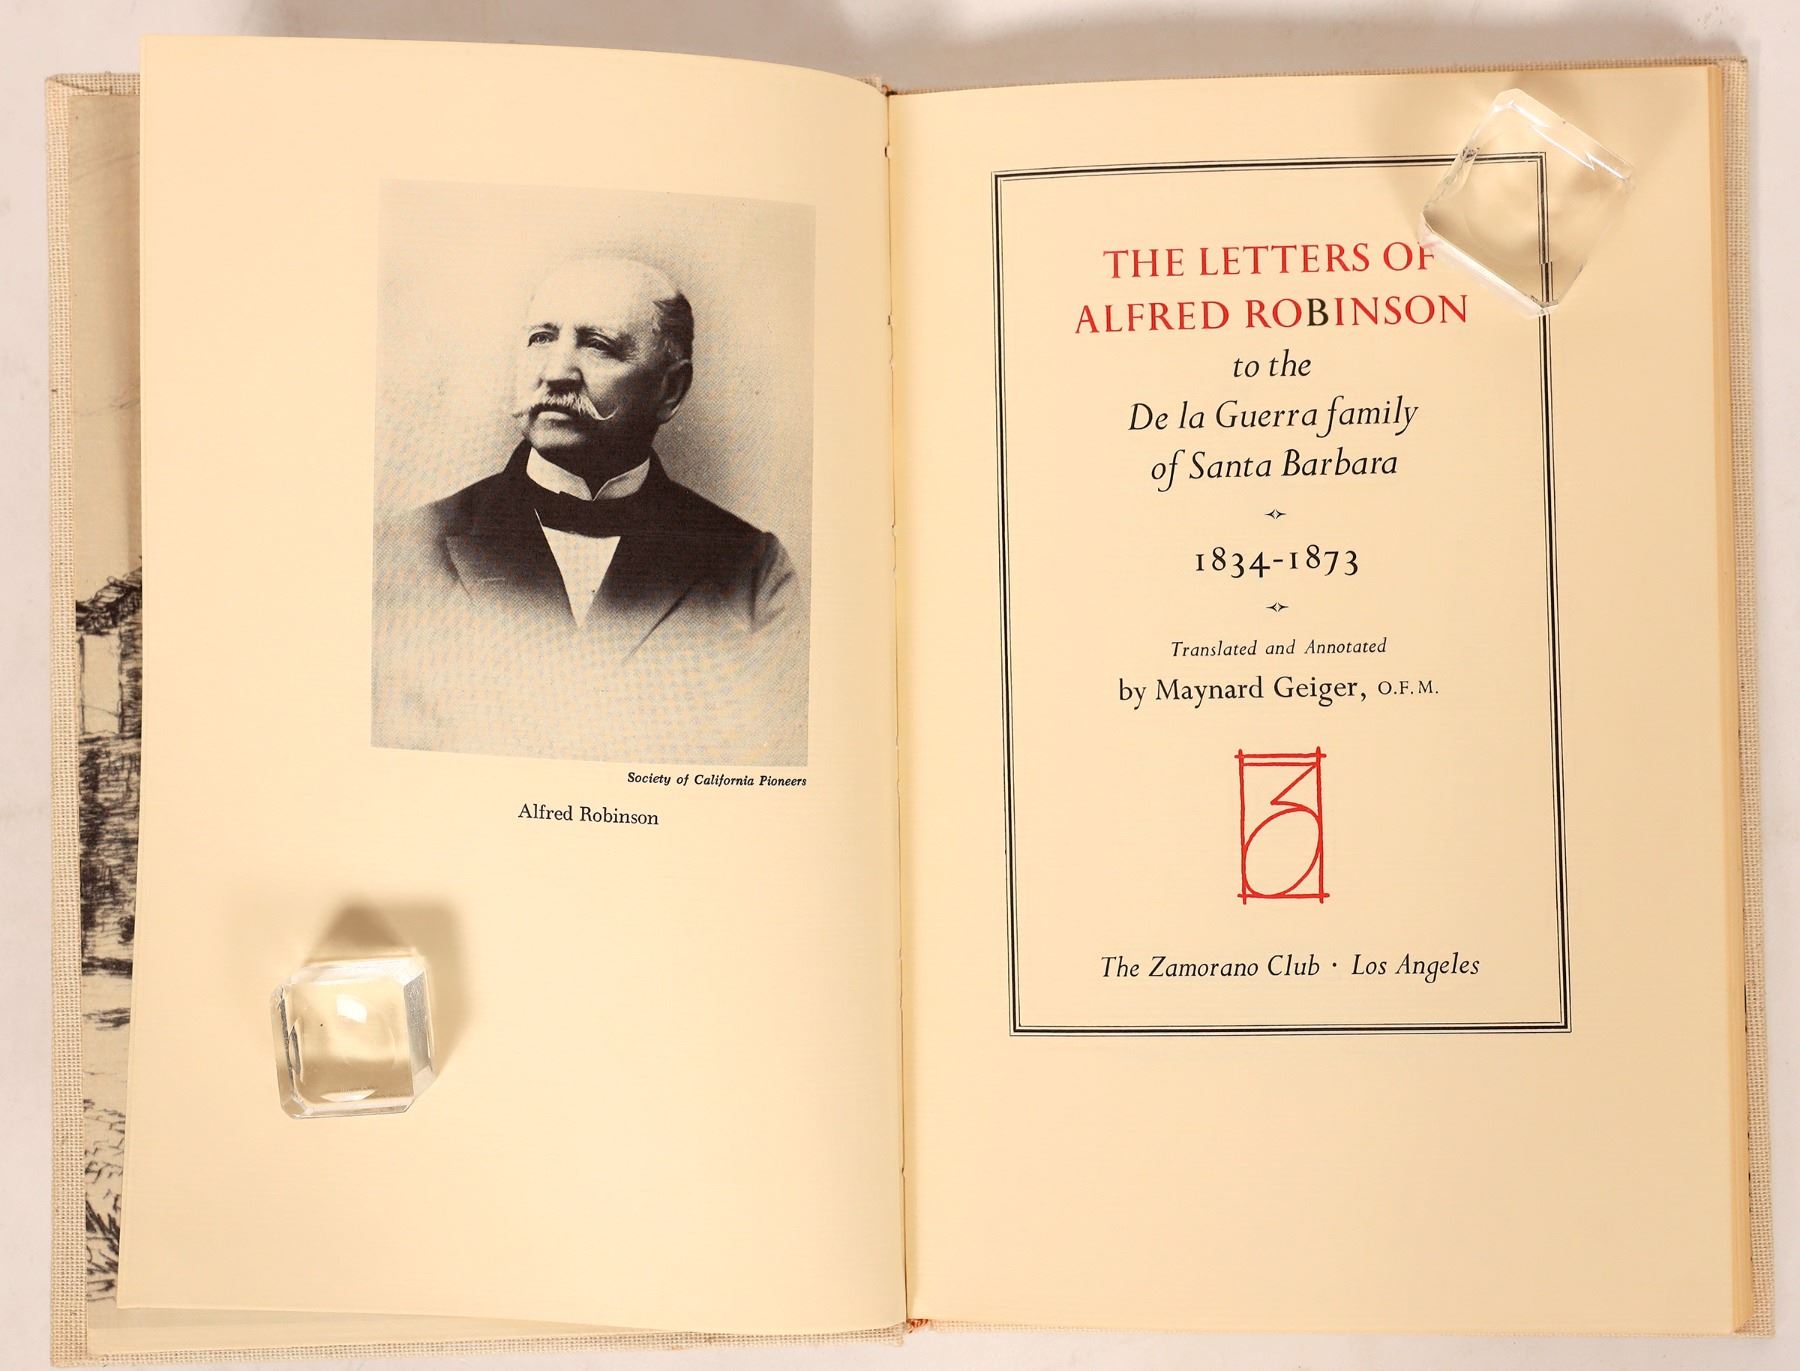 Society of California Pioneers
Alfred Robinson
THE LETTERS OF
ALFRED ROBINSON
to the
De la Guerra family
of Santa Barbara
1834-1873
Translated and Annotated
by Maynard Geiger, O.F.M.
The Zamorano Club · Los Angeles